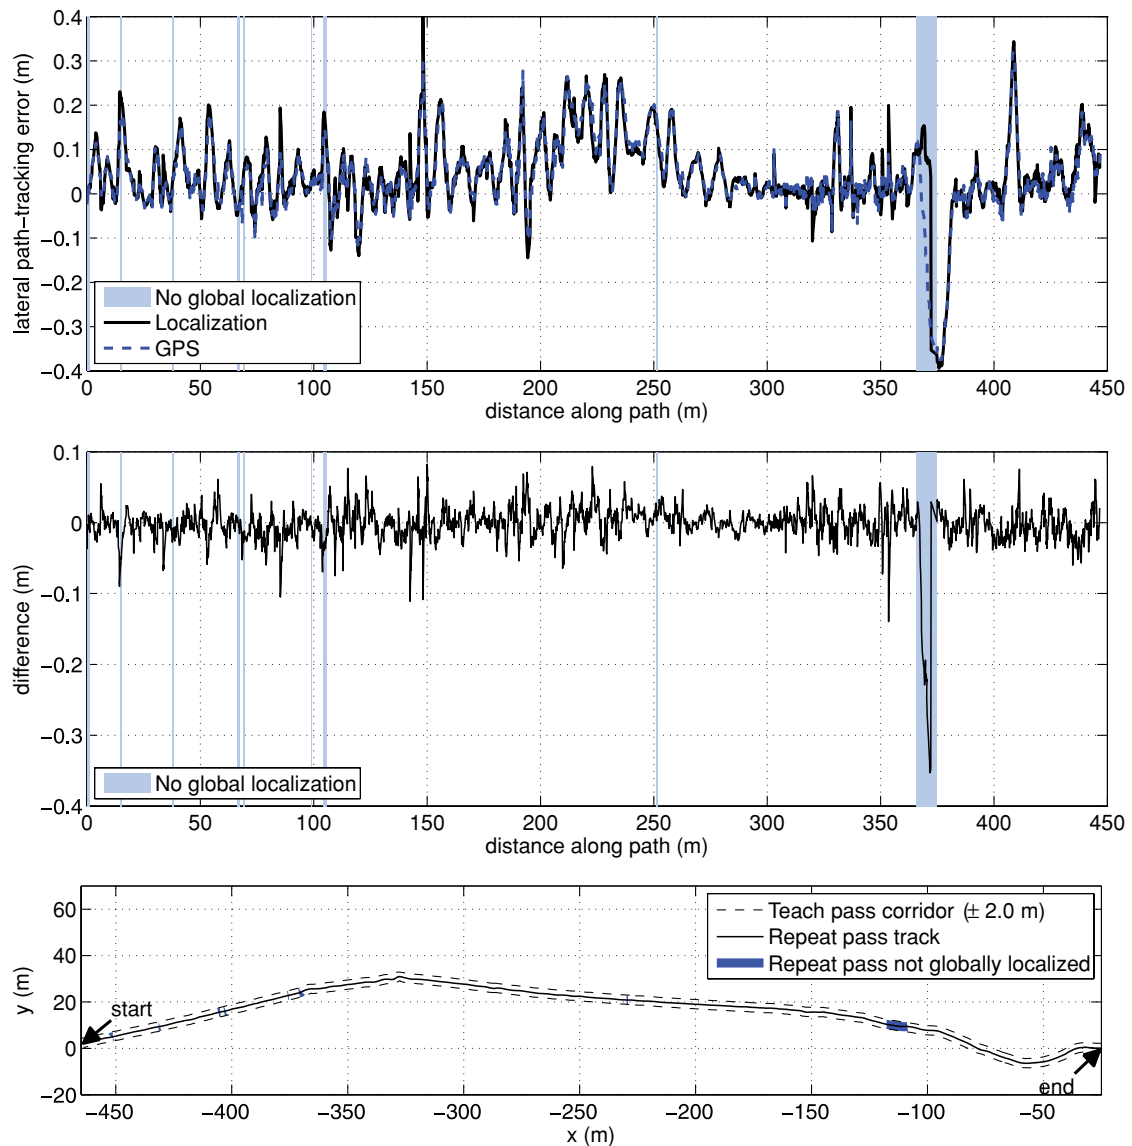 0.4
0.3
0.2
0.1
0
−0.1
−0.2
−0.3
−0.4
lateral path−tracking error (m)
No global localization
Localization
GPS
0 50 100 150 200 250 300 350 400 450
distance along path (m)
0.1
0
−0.1
−0.2
−0.3
−0.4
difference (m)
No global localization
0 50 100 150 200 250 300 350 400 450
distance along path (m)
60
40
20
0
−20
y (m)
Teach pass corridor (± 2.0 m)
Repeat pass track
Repeat pass not globally localized
start
end
−450 −400 −350 −300 −250 −200 −150 −100 −50
x (m)